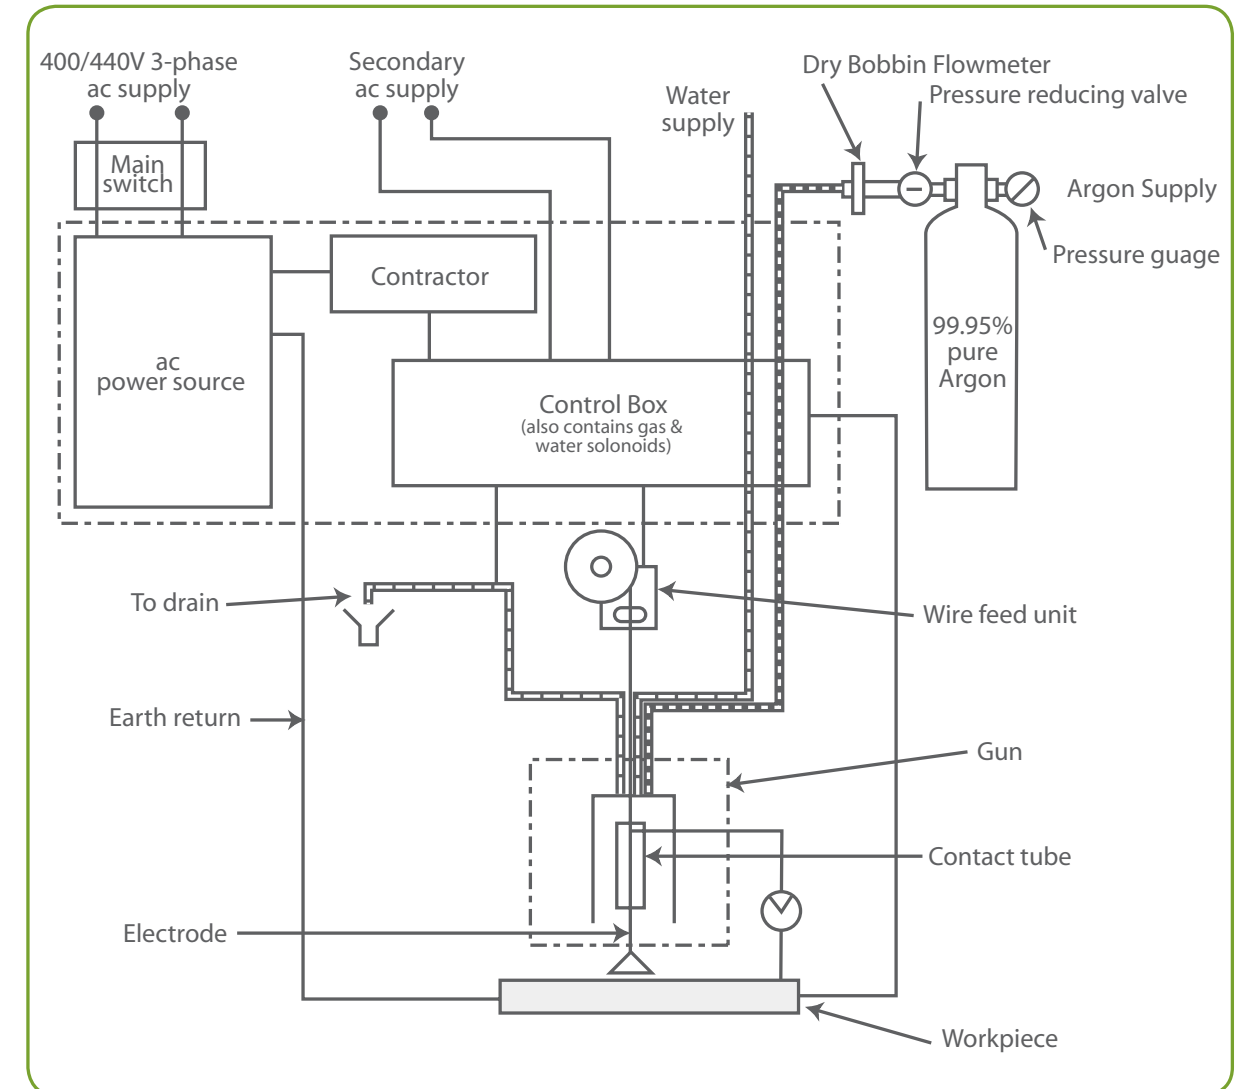 400/440V 3-phase
ac supply
Secondary
ac supply
Water
supply
Dry Bobbin Flowmeter
Pressure reducing valve
Main
switch
Argon Supply
Pressure guage
Contractor
99.95%
pure
Argon
ac
power source
Control Box
(also contains gas &
water solonoids)
To drain
Wire feed unit
Earth return
Gun
Contact tube
Electrode
Workpiece